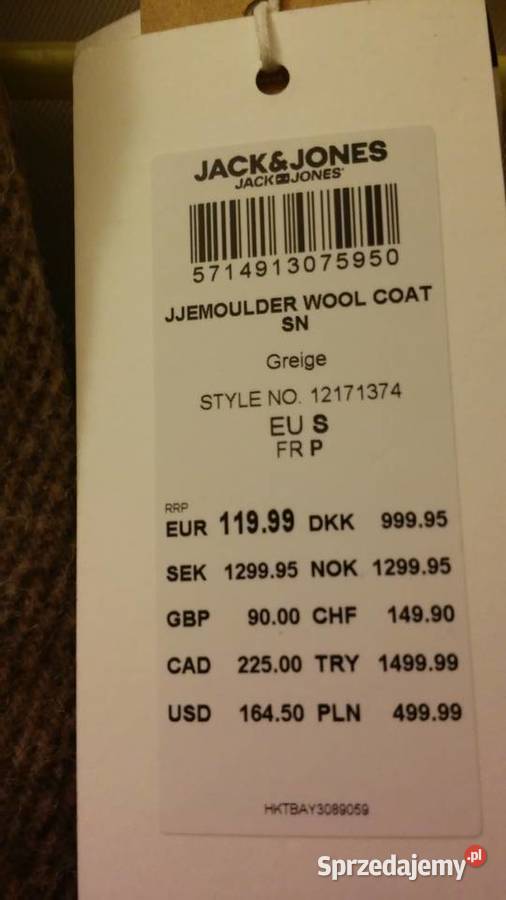 JACK&JONES
JACK JONES
5714913075950
JJEMOULDER WOOL COAT
SN
Greige
STYLE NO. 12171374
EU S
FR P
RRP
EUR 119.99 DKK 999.95
SEK 1299.95 NOK 1299.95
GBP 90.00 CHF 149.90
CAD 225.00 TRY 1499.99
USD 164.50 PLN 499.99
HKTBAY3089059
Sprzedajemy.pl